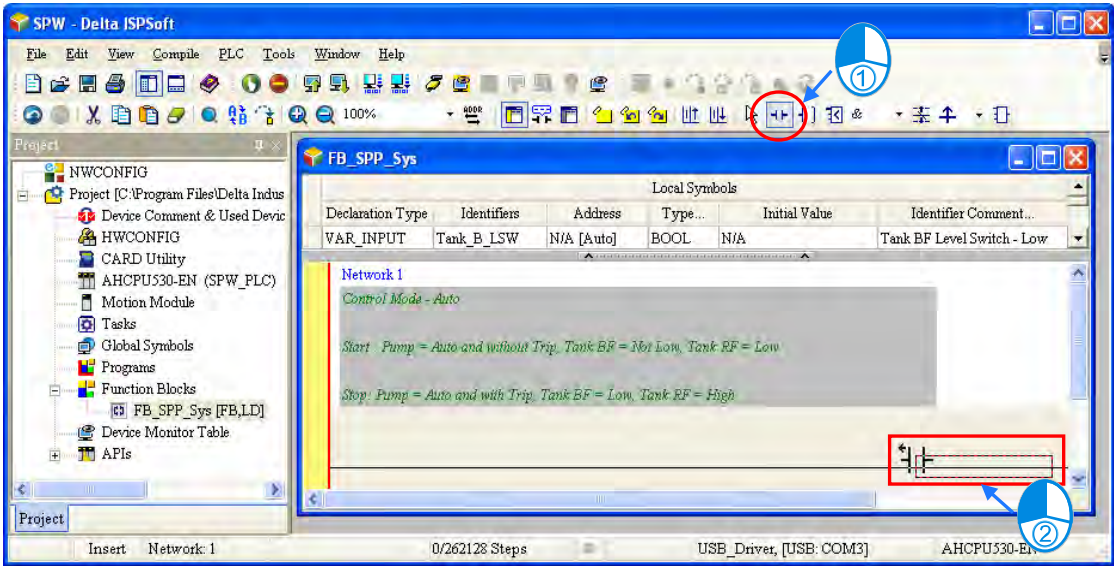 SPW - Delta ISPSoft
File Edit View Compile PLC Tools Window Help
100%
ADDR
①
Project
NWCONFIG
Project [C:\Program Files\Delta Indus
Device Comment & Used Devic
HWCONFIG
CARD Utility
AHCPU530-EN (SPW_PLC)
Motion Module
Tasks
Global Symbols
Programs
Function Blocks
FB_SPP_Sys [FB,LD]
Device Monitor Table
APIs
Project
FB_SPP_Sys
Local Symbols
Declaration Type Identifiers Address Type... Initial Value Identifier Comment...
VAR_INPUT Tank_B_LSW N/A [Auto] BOOL N/A Tank BF Level Switch - Low
Network 1
Control Mode - Auto
Start : Pump = Auto and without Trip, Tank BF = Not Low, Tank RF = Low
Stop: Pump = Auto and with Trip, Tank BF = Low, Tank RF = High
②
Insert Network: 1 0/262128 Steps USB_Driver, [USB: COM3] AHCPU530-EN